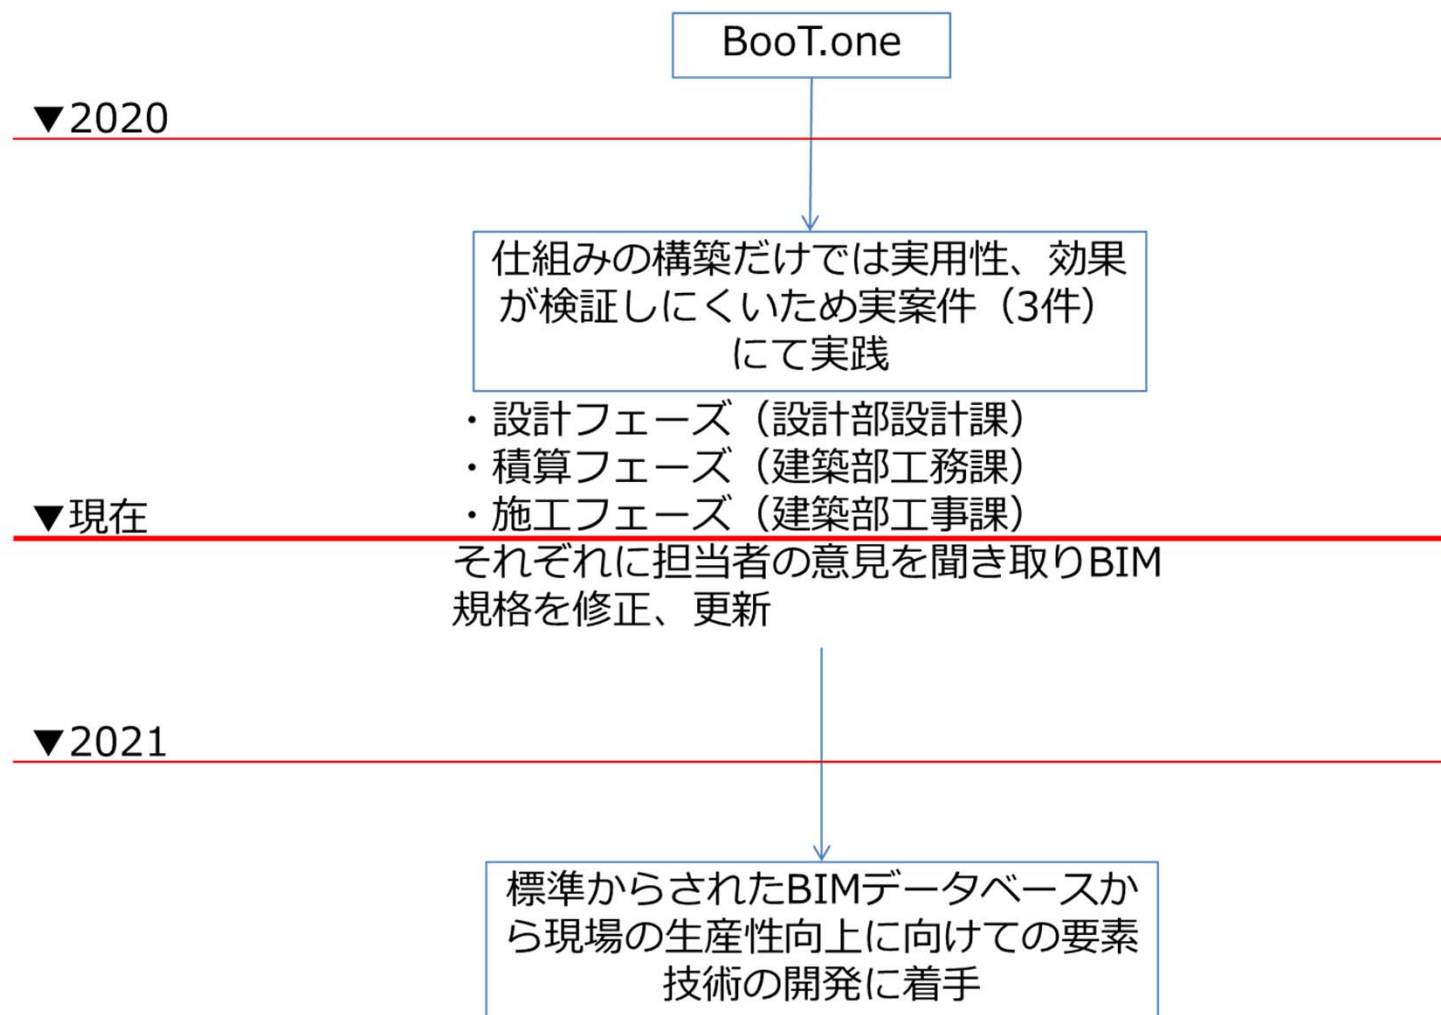 BooT.one
▼2020
仕組みの構築だけでは実用性、効果
が検証しにくいため実案件（3件）
にて実践
・設計フェーズ（設計部設計課）
・積算フェーズ（建築部工務課）
・施工フェーズ（建築部工事課）
▼現在
それぞれに担当者の意見を聞き取りBIM
規格を修正、更新
▼2021
標準からされたBIMデータベースか
ら現場の生産性向上に向けての要素
技術の開発に着手